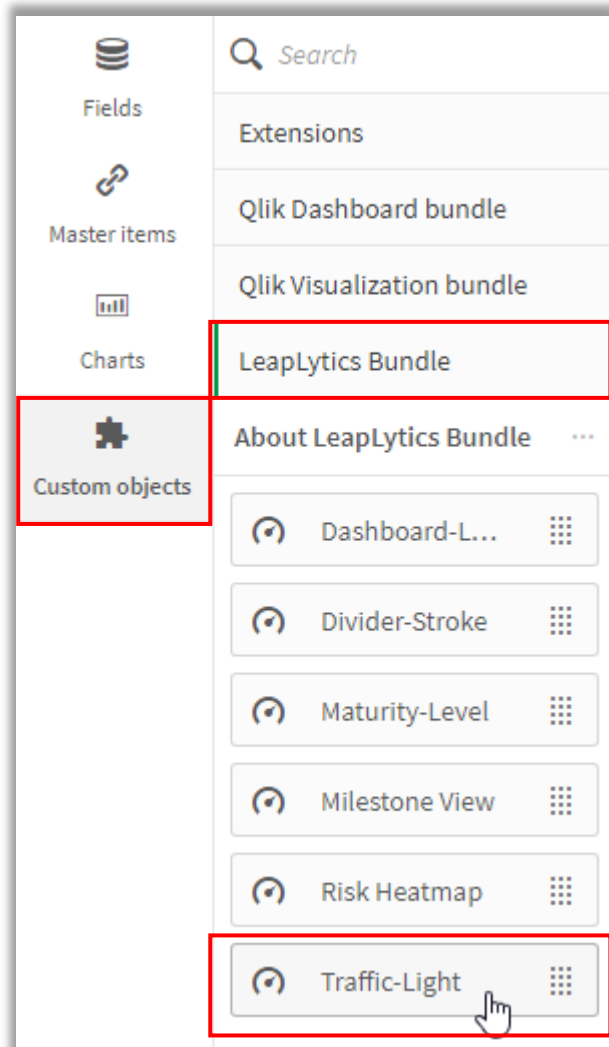 Fields
Master items
Charts
Custom objects
Search
Extensions
Qlik Dashboard bundle
Qlik Visualization bundle
LeapLytics Bundle
About LeapLytics Bundle ...
Dashboard-L...
Divider-Stroke
Maturity-Level
Milestone View
Risk Heatmap
Traffic-Light